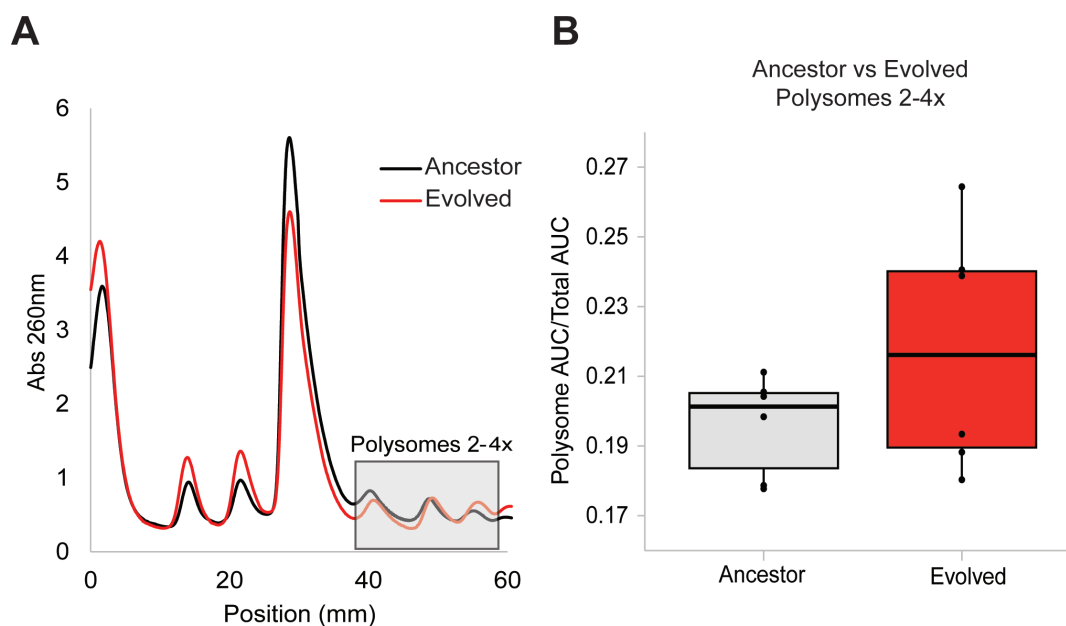 A
Abs 260nm
6
5
4
3
2
1
0
Ancestor
Evolved
Polysomes 2-4x
0
20
40
60
Position (mm)
B
Ancestor vs Evolved
Polysomes 2-4x
Polysome AUC/Total AUC
0.27
0.25
0.23
0.21
0.19
0.17
Ancestor
Evolved